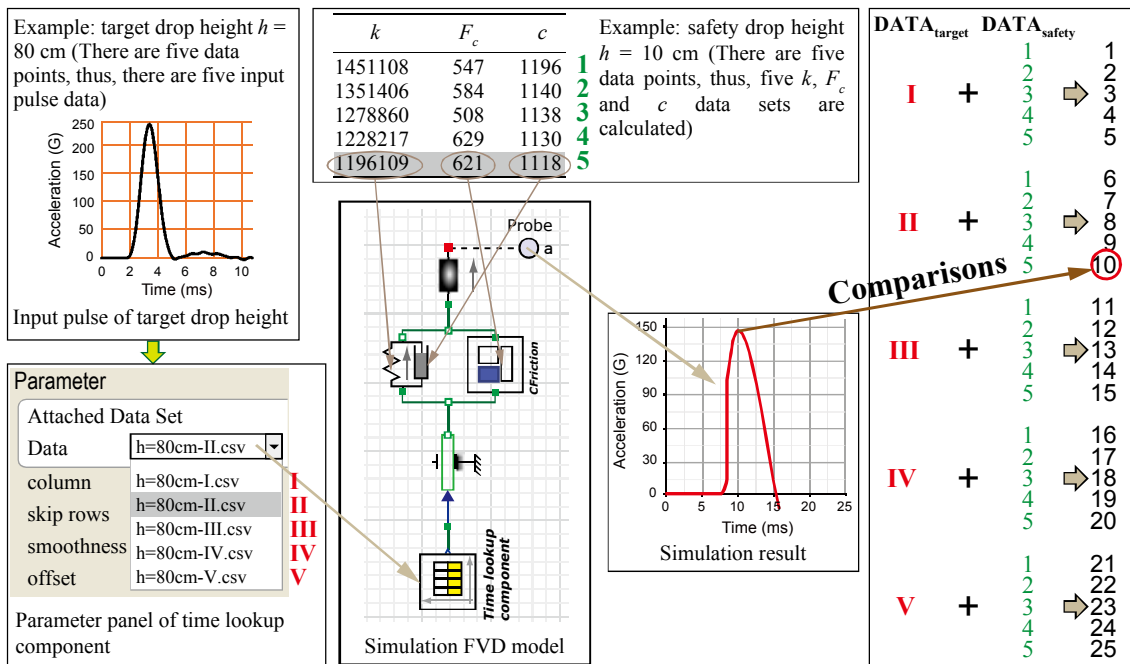 Example: target drop height h =
80 cm (There are five data
points, thus, there are five input
pulse data)
Acceleration (G)
250
200
150
100
50
0
0 2 4 6 8 10
Time (ms)
Input pulse of target drop height
k Fc c
1451108 547 1196 1
1351406 584 1140 2
1278860 508 1138 3
1228217 629 1130 4
1196109 621 1118 5
Example: safety drop height
h = 10 cm (There are five
data points, thus, five k, Fc
and c data sets are
calculated)
Parameter
Attached Data Set
Data h=80cm-II.csv
column
skip rows
smoothness
offset
h=80cm-I.csv I
h=80cm-II.csv II
h=80cm-III.csv III
h=80cm-IV.csv IV
h=80cm-V.csv V
Parameter panel of time lookup
component
Probe
a
CFriction
Time lookup
component
Simulation FVD model
Acceleration (G)
150
120
90
60
30
0
0 5 10 15 20 25
Time (ms)
Simulation result
Comparisons
DATAtarget DATAsafety
I +
1
2
3
4
5
1
2
3
4
5
II +
1
2
3
4
5
6
7
8
9
10
III +
1
2
3
4
5
11
12
13
14
15
IV +
1
2
3
4
5
16
17
18
19
20
V +
1
2
3
4
5
21
22
23
24
25